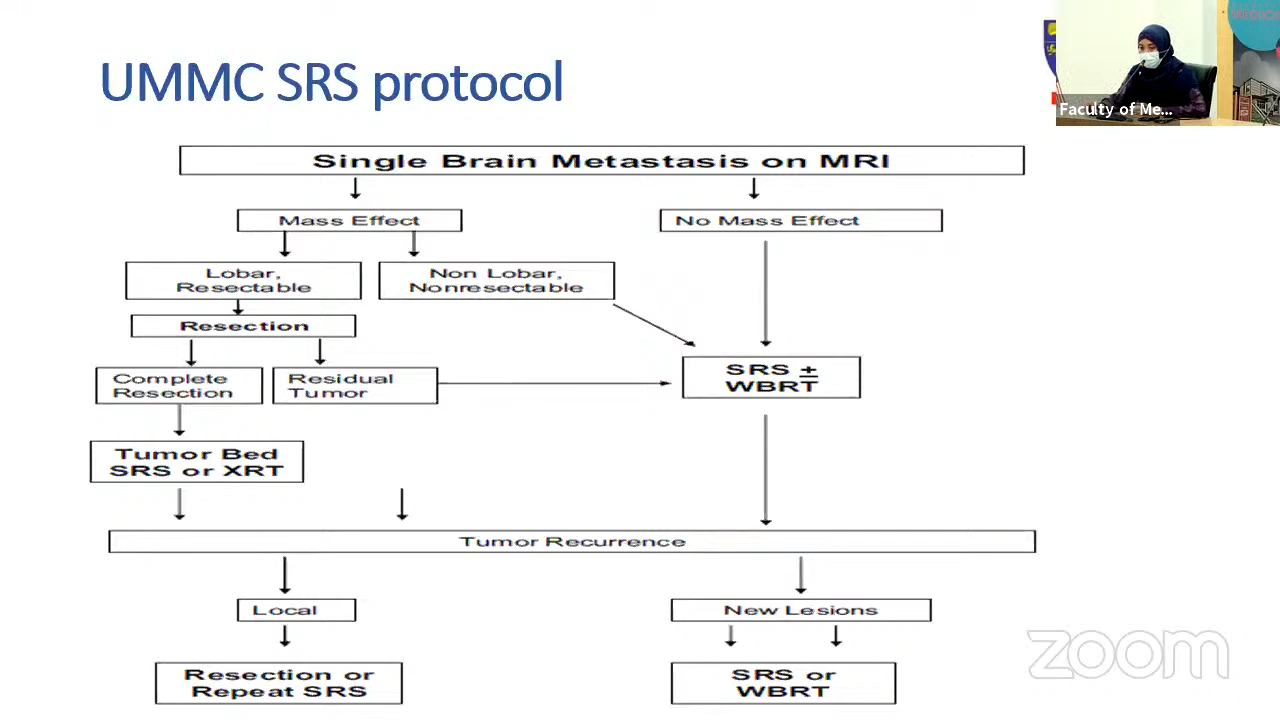 UMMC SRS protocol
MEDICI
Faculty of Me...
Single Brain Metastasis on MRI
Mass Effect
No Mass Effect
Lobar,
Resectable
Non Lobar,
Nonresectable
Resection
Complete
Resection
Residual
Tumor
SRS ±
WBRT
Tumor Bed
SRS or XRT
Tumor Recurrence
Local
New Lesions
Resection or
Repeat SRS
SRS or
WBRT
zoom